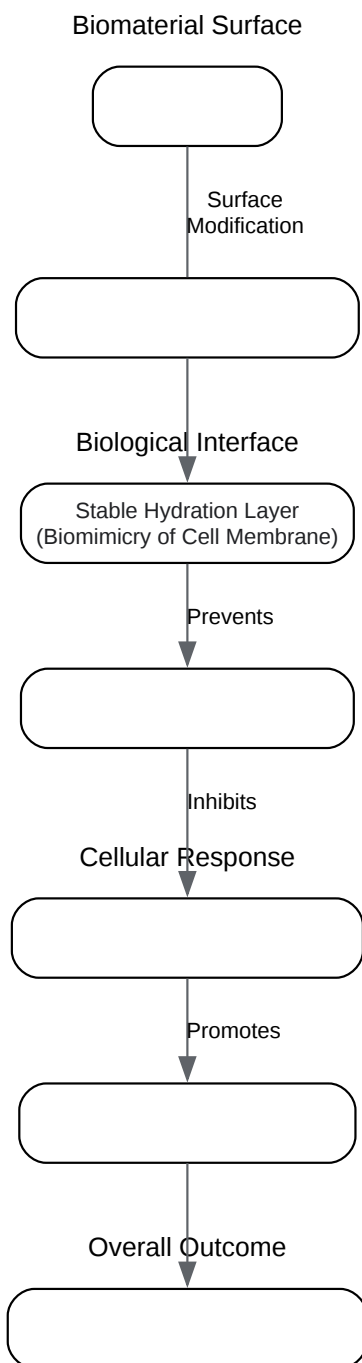 Biomaterial Surface
Surface
Modification
Biological Interface
Stable Hydration Layer
(Biomimicry of Cell Membrane)
Prevents
Inhibits
Cellular Response
Promotes
Overall Outcome